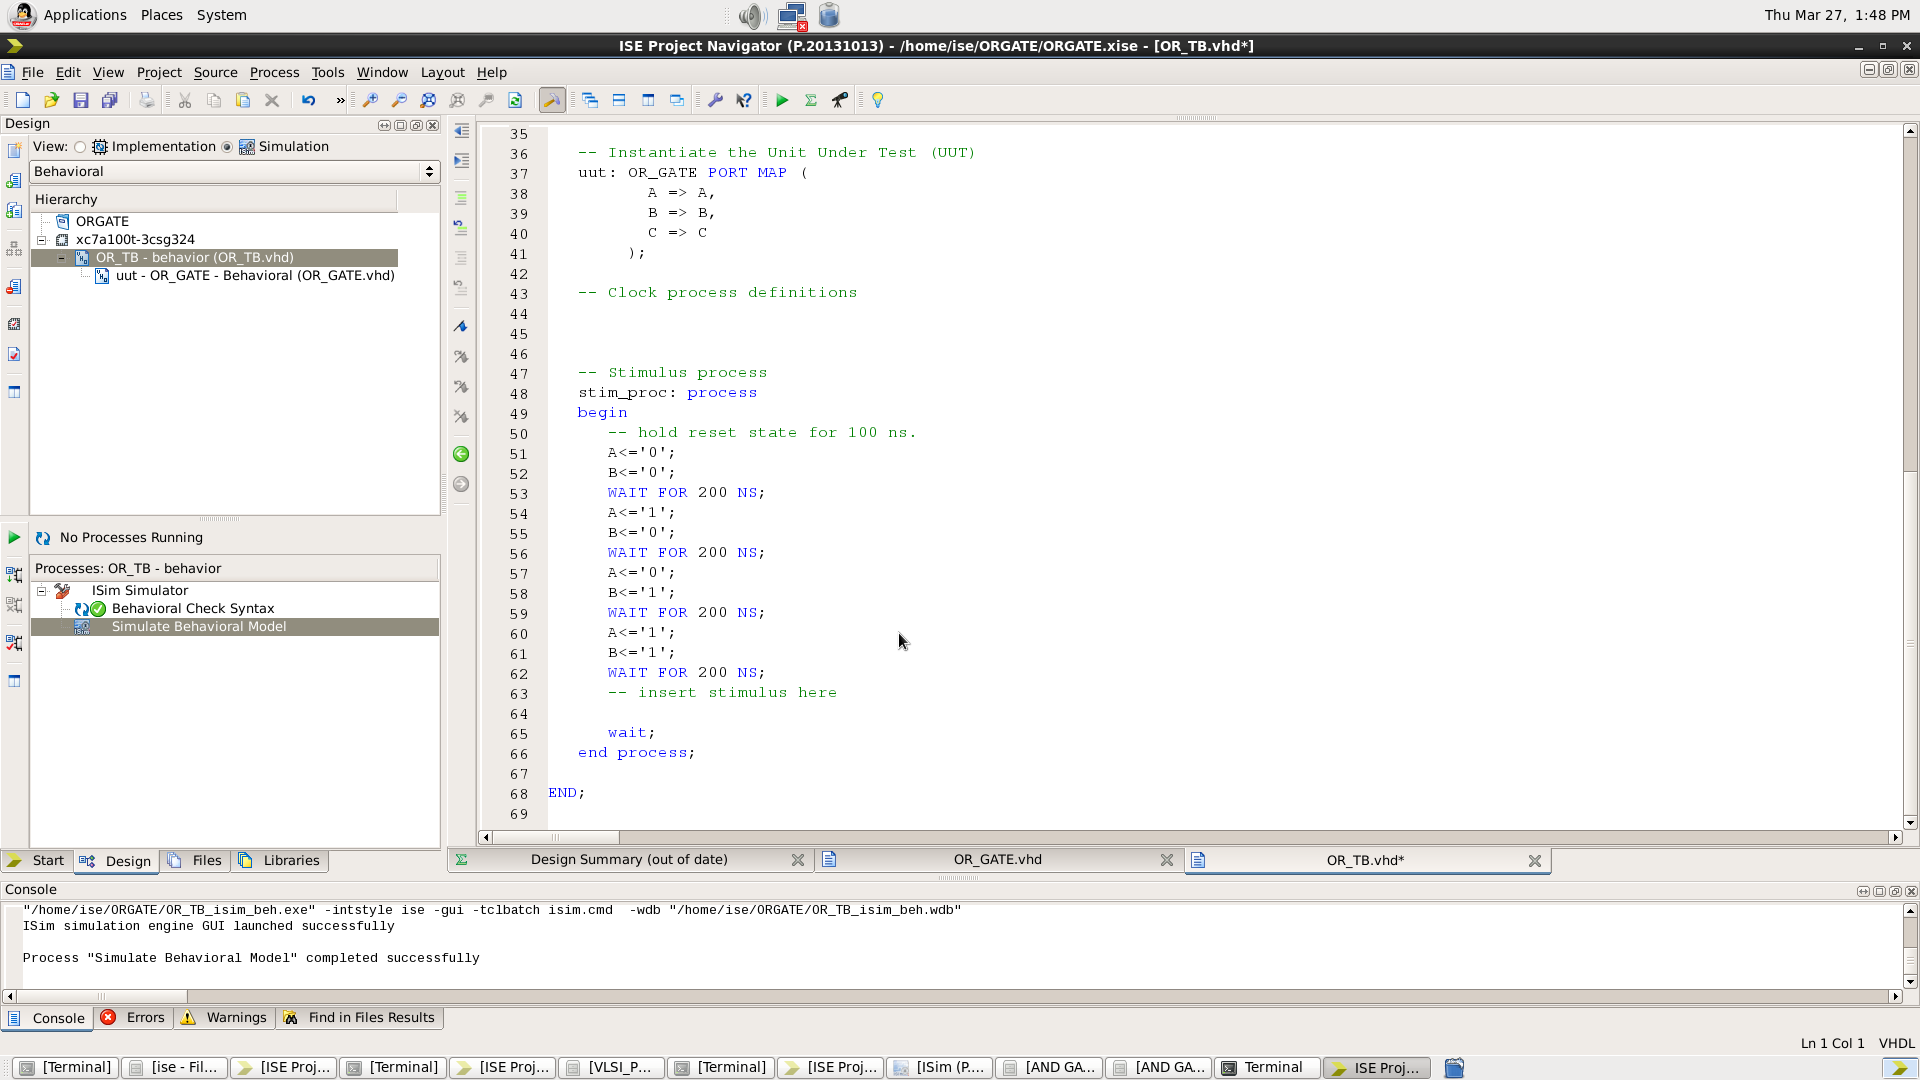 Applications Places System
Thu Mar 27, 1:48 PM
ISE Project Navigator (P.20131013) - /home/ise/ORGATE/ORGATE.xise - [OR_TB.vhd*]
File Edit View Project Source Process Tools Window Layout Help
Design
View: Implementation Simulation
Behavioral
Hierarchy
ORGATE
xc7a100t-3csg324
OR_TB - behavior (OR_TB.vhd)
uut - OR_GATE - Behavioral (OR_GATE.vhd)
No Processes Running
Processes: OR_TB - behavior
ISim Simulator
Behavioral Check Syntax
Simulate Behavioral Model
Start Design Files Libraries
35
36 -- Instantiate the Unit Under Test (UUT)
37 uut: OR_GATE PORT MAP (
38 A => A,
39 B => B,
40 C => C
41 );
42
43 -- Clock process definitions
44
45
46
47 -- Stimulus process
48 stim_proc: process
49 begin
50 -- hold reset state for 100 ns.
51 A<='0';
52 B<='0';
53 WAIT FOR 200 NS;
54 A<='1';
55 B<='0';
56 WAIT FOR 200 NS;
57 A<='0';
58 B<='1';
59 WAIT FOR 200 NS;
60 A<='1';
61 B<='1';
62 WAIT FOR 200 NS;
63 -- insert stimulus here
64
65 wait;
66 end process;
67
68 END;
69
Design Summary (out of date) OR_GATE.vhd OR_TB.vhd*
Console
"/home/ise/ORGATE/OR_TB_isim_beh.exe" -intstyle ise -gui -tclbatch isim.cmd -wdb "/home/ise/ORGATE/OR_TB_isim_beh.wdb"
ISim simulation engine GUI launched successfully
Process "Simulate Behavioral Model" completed successfully
Console Errors Warnings Find in Files Results
Ln 1 Col 1 VHDL
[Terminal] [ise - Fil... [ISE Proj... [Terminal] [ISE Proj... [VLSI_P... [Terminal] [ISE Proj... [ISim (P.... [AND GA... [AND GA... Terminal ISE Proj...